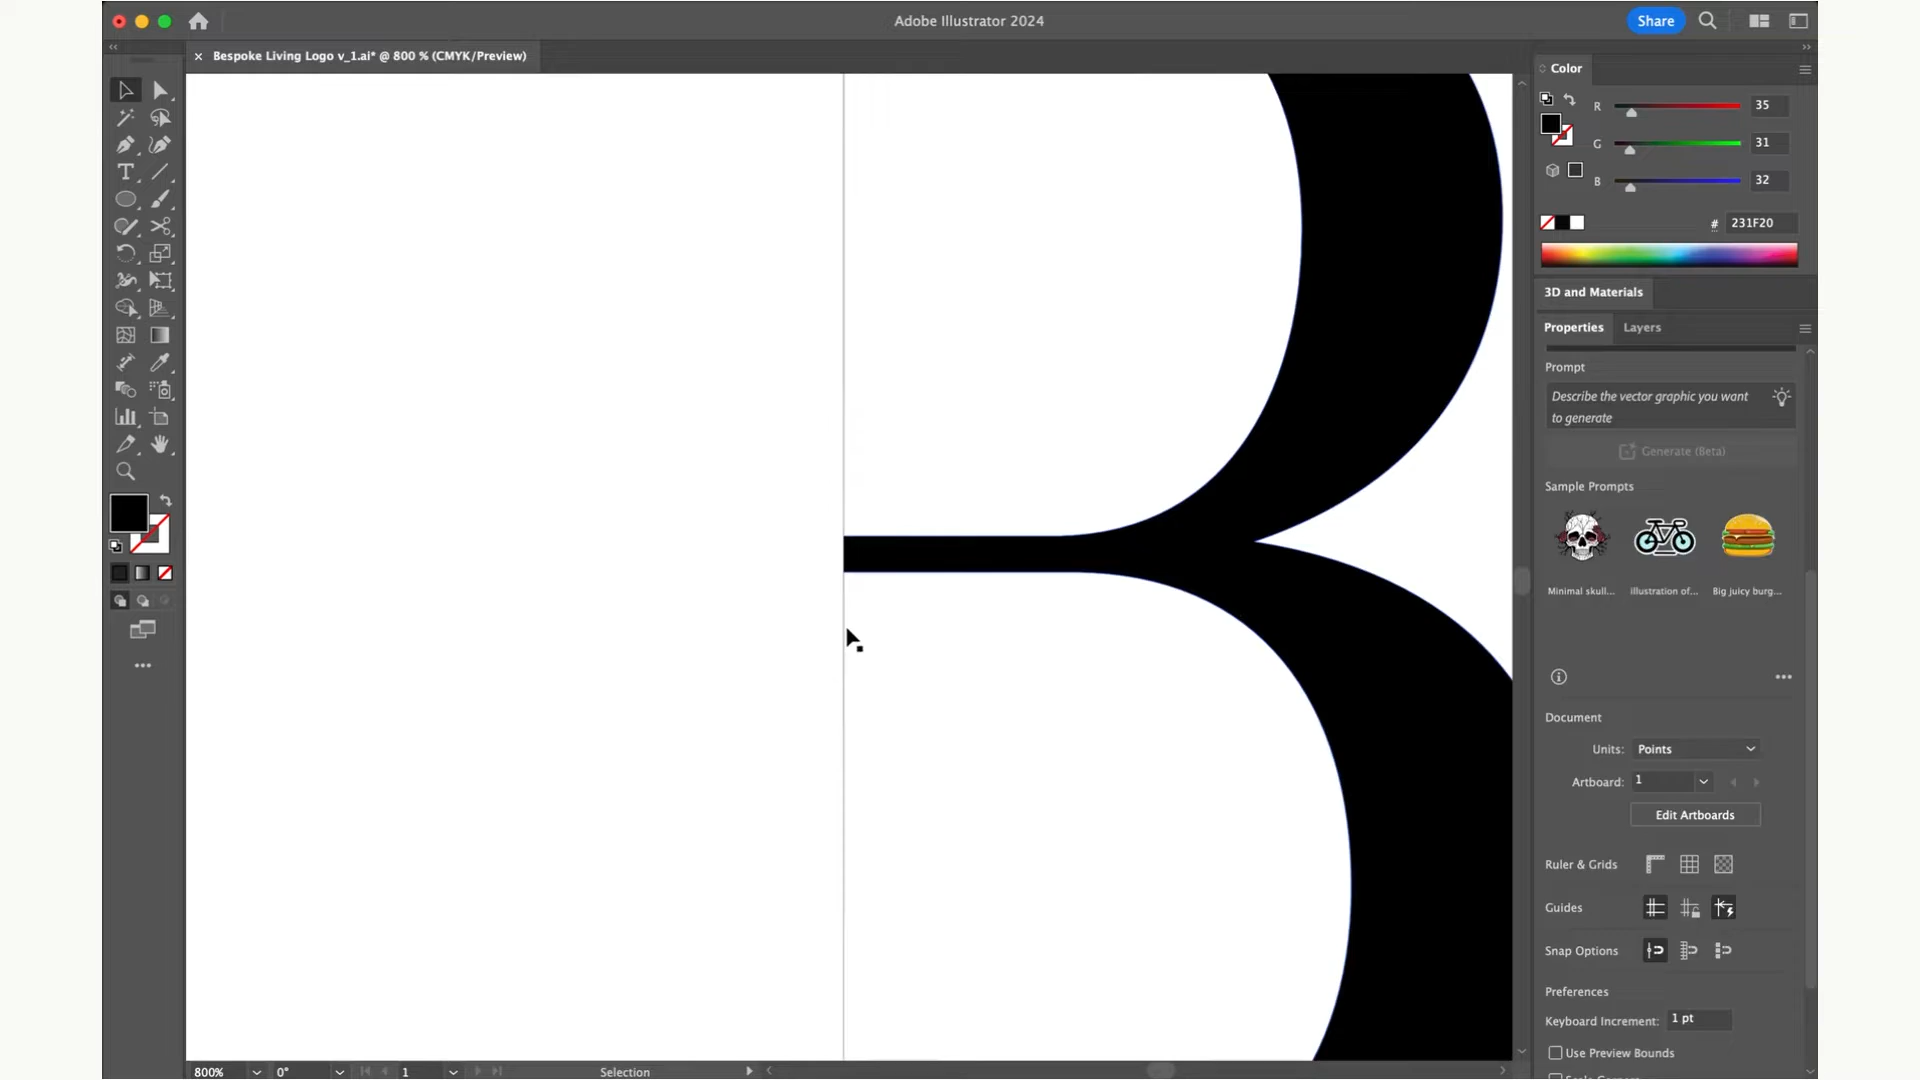 Adobe Illustrator 2024
Share
Bespoke Living Logo v_1.ai* @ 800 % (CMYK/Preview)
Color
R 35
G 31
B 32
# 231F20
3D and Materials
Properties Layers
Prompt
Describe the vector graphic you want
to generate
Generate (Beta)
Sample Prompts
Minimal skull... illustration of... Big juicy burg...
Document
Units: Points
Artboard: 1
Edit Artboards
Ruler & Grids
Guides
Snap Options
Preferences
Keyboard Increment: 1 pt
Use Preview Bounds
800% 0° 1 Selection